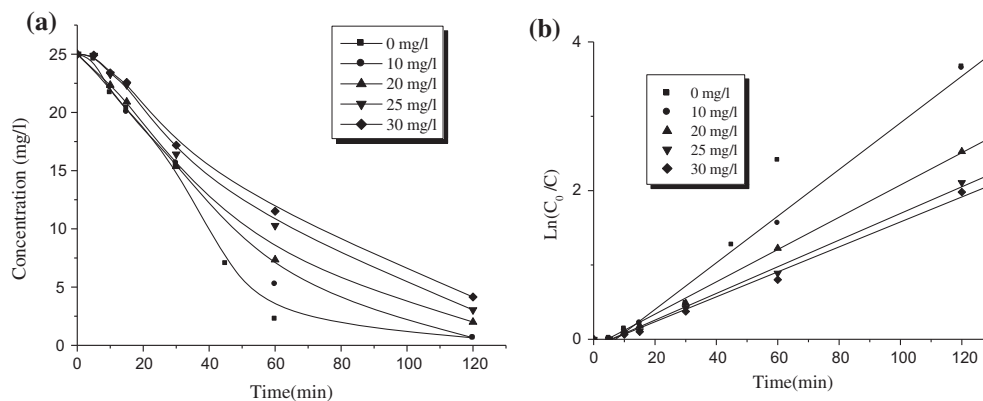 (a)
0 mg/l
10 mg/l
20 mg/l
25 mg/l
30 mg/l
30
25
20
15
10
5
0
0 20 40 60 80 100 120
Concentration (mg/l)
Time(min)
(b)
0 mg/l
10 mg/l
20 mg/l
25 mg/l
30 mg/l
4
2
0
0 20 40 60 80 100 120
Ln(C0/C)
Time(min)